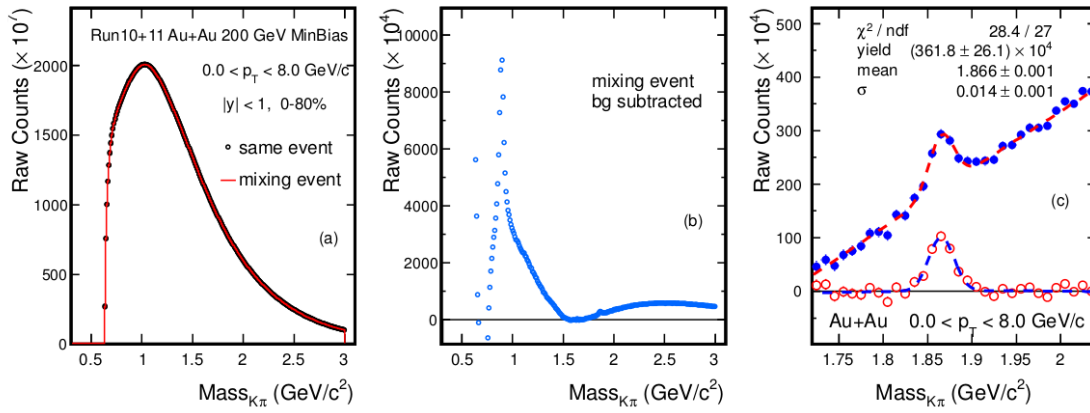 Raw Counts (× 10⁷)
2000
1500
1000
500
0
Run10+11 Au+Au 200 GeV MinBias
0.0 < p_T < 8.0 GeV/c
|y| < 1, 0-80%
same event
mixing event
(a)
0.5 1 1.5 2 2.5 3
Mass_Kπ (GeV/c²)
Raw Counts (× 10⁴)
10000
8000
6000
4000
2000
0
mixing event
bg subtracted
(b)
0.5 1 1.5 2 2.5 3
Mass_Kπ (GeV/c²)
Raw Counts (× 10⁴)
500
400
300
200
100
0
χ² / ndf 28.4 / 27
yield (361.8 ± 26.1) × 10⁴
mean 1.866 ± 0.001
σ 0.014 ± 0.001
(c)
Au+Au 0.0 < p_T < 8.0 GeV/c
1.75 1.8 1.85 1.9 1.95 2
Mass_Kπ (GeV/c²)